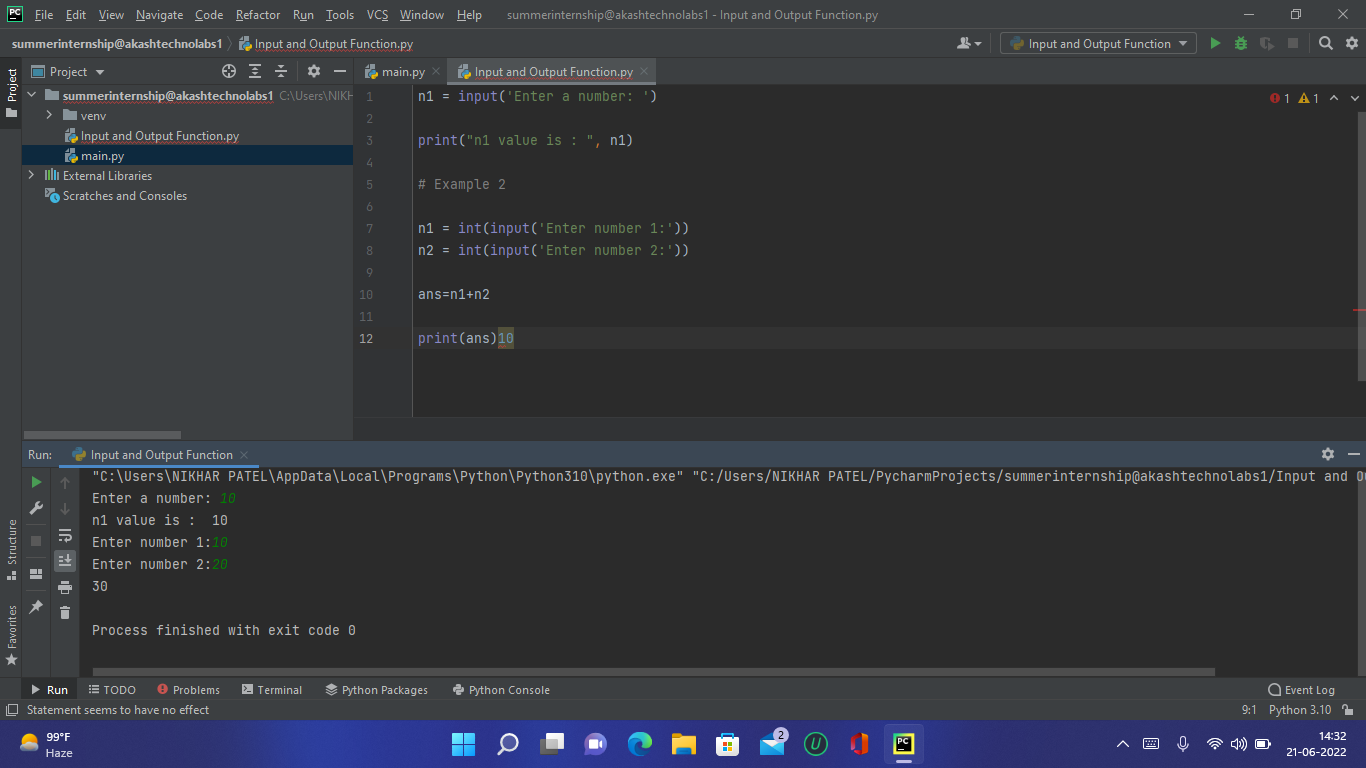 PC File Edit View Navigate Code Refactor Run Tools VCS Window Help summerinternship@akashtechnolabs1 - Input and Output Function.py
summerinternship@akashtechnolabs1 Input and Output Function.py Input and Output Function
Project
Project
main.py Input and Output Function.py
summerinternship@akashtechnolabs1 C:\Users\NIKH
venv
Input and Output Function.py
main.py
External Libraries
Scratches and Consoles
1 n1 = input('Enter a number: ')
1 1
2
3 print("n1 value is : ", n1)
4
5 # Example 2
6
7 n1 = int(input('Enter number 1:'))
8 n2 = int(input('Enter number 2:'))
9
10 ans=n1+n2
11
12 print(ans)10
Run: Input and Output Function
"C:\Users\NIKHAR PATEL\AppData\Local\Programs\Python\Python310\python.exe" "C:/Users/NIKHAR PATEL/PycharmProjects/summerinternship@akashtechnolabs1/Input and Ou
Enter a number: 10
n1 value is :  10
Enter number 1:10
Enter number 2:20
30
Process finished with exit code 0
Structure
Favorites
Run TODO Problems Terminal Python Packages Python Console Event Log
Statement seems to have no effect 9:1 Python 3.10
99°F
Haze
2
U
PC
14:32
21-06-2022